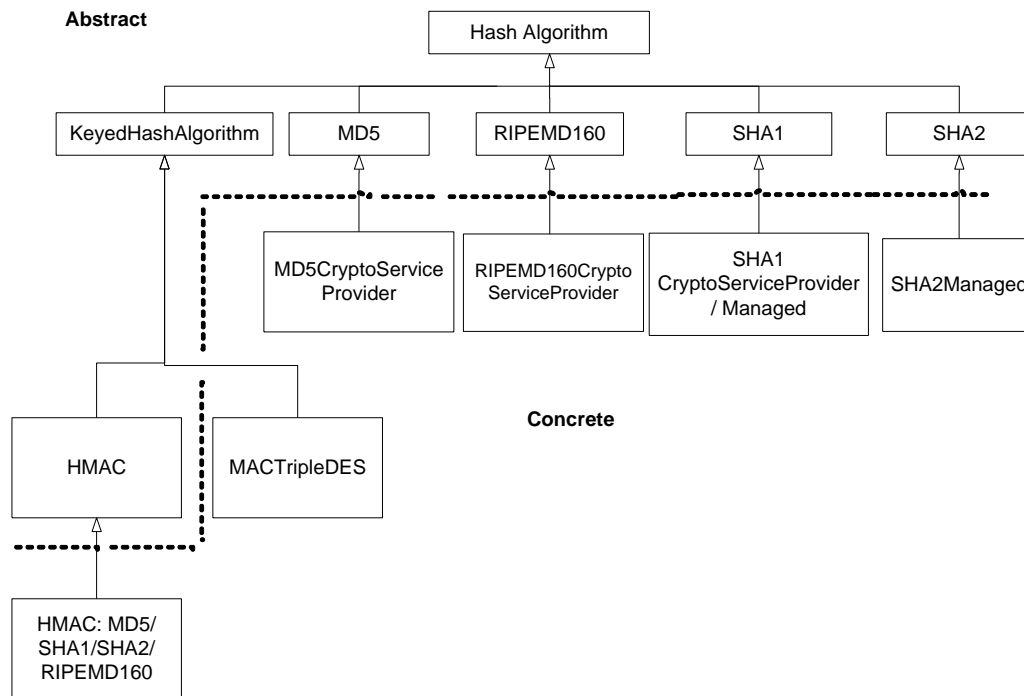 Abstract
Hash Algorithm
KeyedHashAlgorithm
MD5
RIPEMD160
SHA1
SHA2
MD5CryptoService
Provider
RIPEMD160Crypto
ServiceProvider
SHA1
CryptoServiceProvider
/ Managed
SHA2Managed
Concrete
HMAC
MACTripleDES
HMAC: MD5/
SHA1/SHA2/
RIPEMD160